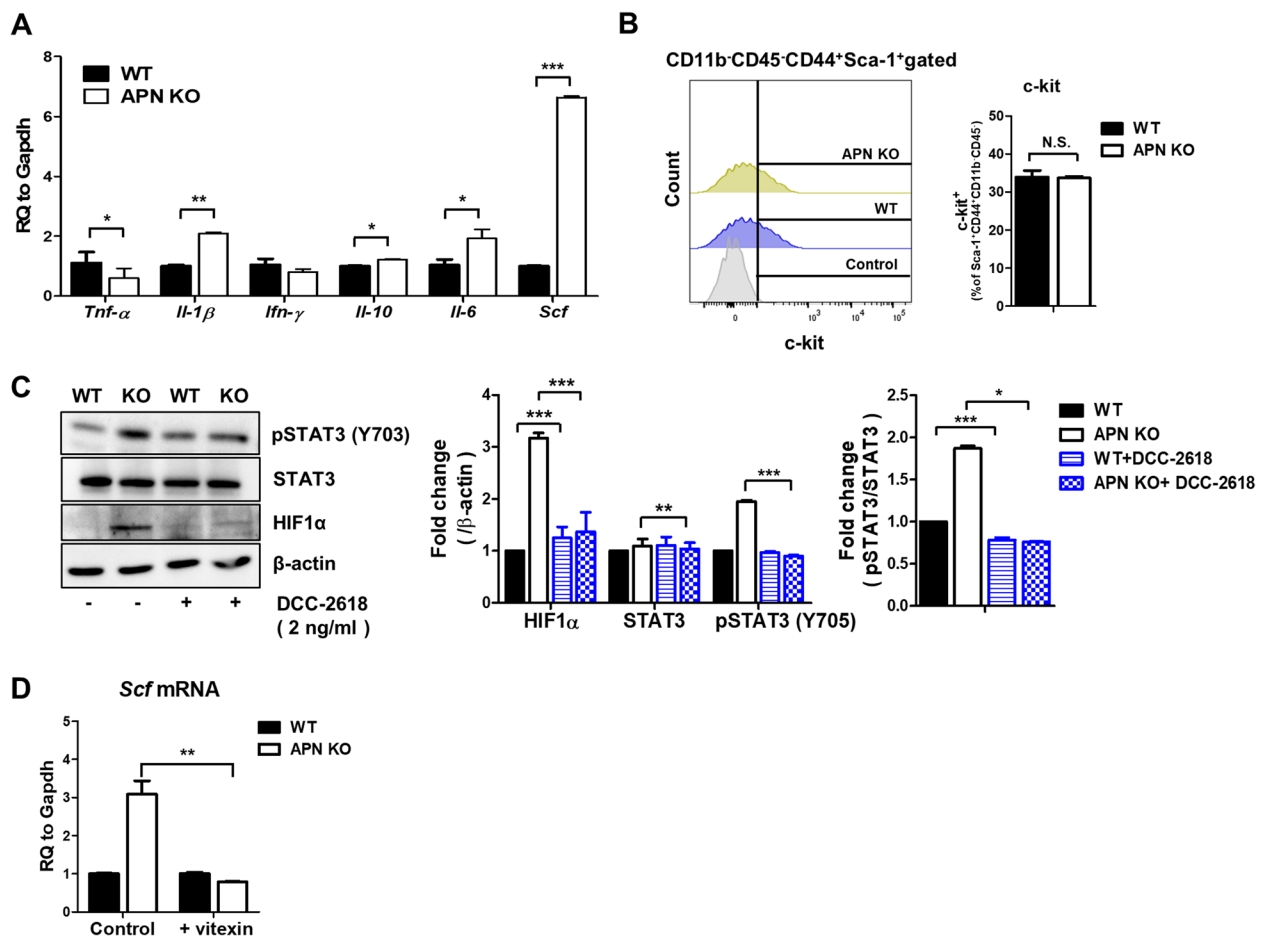 A
8
6
4
2
0
RQ to Gapdh
WT
APN KO
*
**
*
*
***
Tnf-α Il-1β Ifn-γ Il-10 Il-6 Scf
B
CD11b-CD45-CD44+Sca-1+gated
Count
APN KO
WT
Control
0 10³ 10⁴ 10⁵
c-kit
c-kit
50
40
30
20
10
0
c-kit+
(%of Sca-1+CD44+CD11b-CD45-)
N.S.
WT
APN KO
C
WT KO WT KO
pSTAT3 (Y703)
STAT3
HIF1α
β-actin
- - + + DCC-2618
( 2 ng/ml )
Fold change
( /β-actin )
4
3
2
1
0
***
***
**
***
HIF1α STAT3 pSTAT3 (Y705)
Fold change
( pSTAT3/STAT3 )
2.5
2.0
1.5
1.0
0.5
0.0
***
*
WT
APN KO
WT+DCC-2618
APN KO+ DCC-2618
D
Scf mRNA
RQ to Gapdh
5
4
3
2
1
0
**
WT
APN KO
Control + vitexin